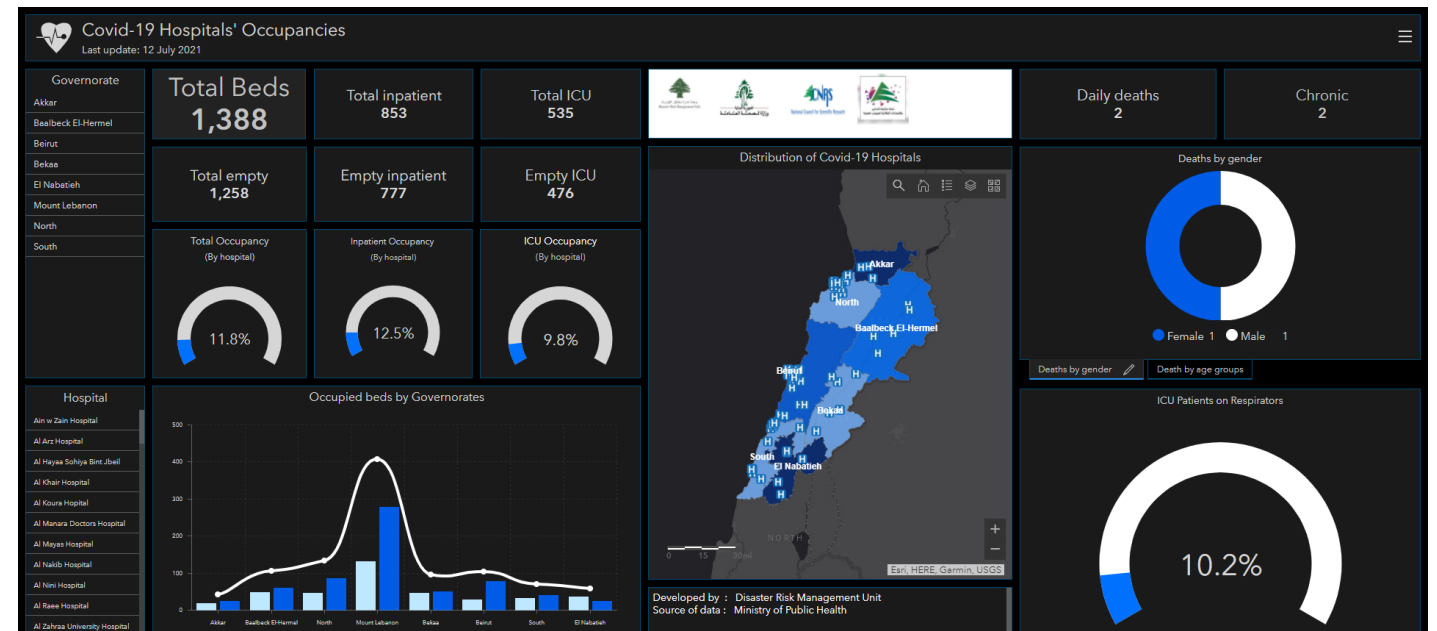 Covid-19 Hospitals' Occupancies
Last update: 12 July 2021
Governorate
Akkar
Baalbeck El-Hermel
Beirut
Bekaa
El Nabatieh
Mount Lebanon
North
South
Total Beds
1,388
Total inpatient
853
Total ICU
535
Total empty
1,258
Empty inpatient
777
Empty ICU
476
Total Occupancy
(By hospital)
11.8%
Inpatient Occupancy
(By hospital)
12.5%
ICU Occupancy
(By hospital)
9.8%
CNRS
National Council for Scientific Research
Daily deaths
2
Chronic
2
Distribution of Covid-19 Hospitals
Akkar
North
Baalbeck El-Hermel
Beirut
Bekaa
South
El Nabatieh
NORTH
0 15 30mi
Esri, HERE, Garmin, USGS
Developed by : Disaster Risk Management Unit
Source of data : Ministry of Public Health
Deaths by gender
Female 1 Male 1
Deaths by gender
Death by age groups
ICU Patients on Respirators
10.2%
Hospital
Ain w Zain Hospital
Al Arz Hospital
Al Hayaa Sohiya Bint Jbeil
Al Khair Hospital
Al Koura Hopital
Al Manara Doctors Hospital
Al Mayas Hospital
Al Nakib Hospital
Al Nini Hospital
Al Raee Hospital
Al Zahraa University Hospital
Occupied beds by Governorates
500
400
300
200
100
0
Akkar Baalbeck El-Hermel North Mount Lebanon Bekaa Beirut South El Nabatieh